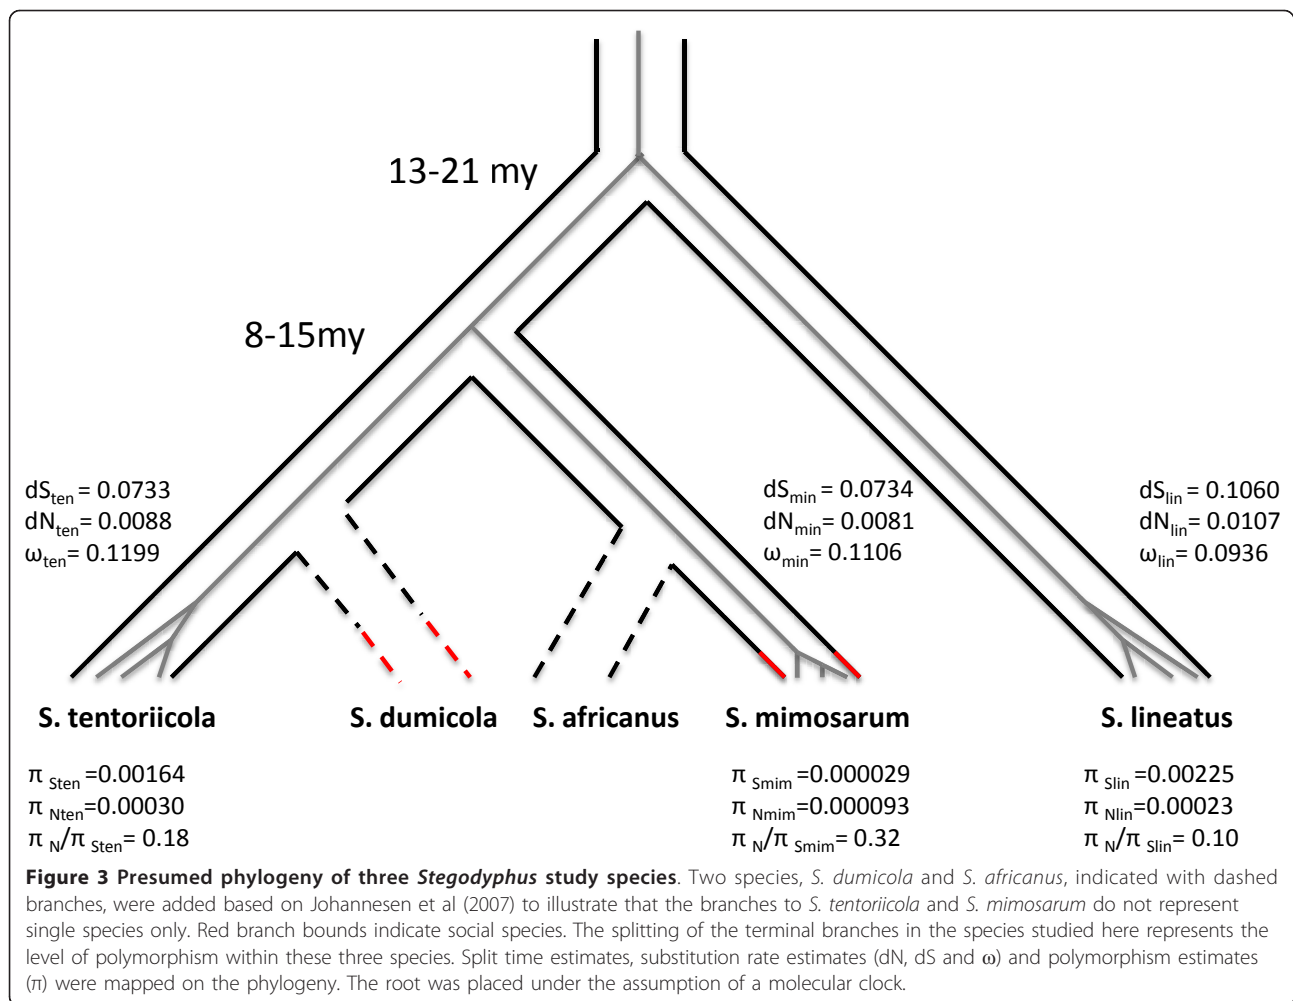 13-21 my
8-15my
dSten = 0.0733
dNten = 0.0088
ωten= 0.1199
dSmin = 0.0734
dNmin = 0.0081
ωmin= 0.1106
dSlin = 0.1060
dNlin = 0.0107
ωlin= 0.0936
S. tentoriicola
S. dumicola
S. africanus
S. mimosarum
S. lineatus
π Sten =0.00164
π Nten=0.00030
π N/π Sten= 0.18
π Smim =0.000029
π Nmim=0.000093
π N/π Smim= 0.32
π Slin =0.00225
π Nlin=0.00023
π N/π Slin= 0.10
Figure 3 Presumed phylogeny of three Stegodyphus study species. Two species, S. dumicola and S. africanus, indicated with dashed
branches, were added based on Johannesen et al (2007) to illustrate that the branches to S. tentoriicola and S. mimosarum do not represent
single species only. Red branch bounds indicate social species. The splitting of the terminal branches in the species studied here represents the
level of polymorphism within these three species. Split time estimates, substitution rate estimates (dN, dS and ω) and polymorphism estimates
(π) were mapped on the phylogeny. The root was placed under the assumption of a molecular clock.